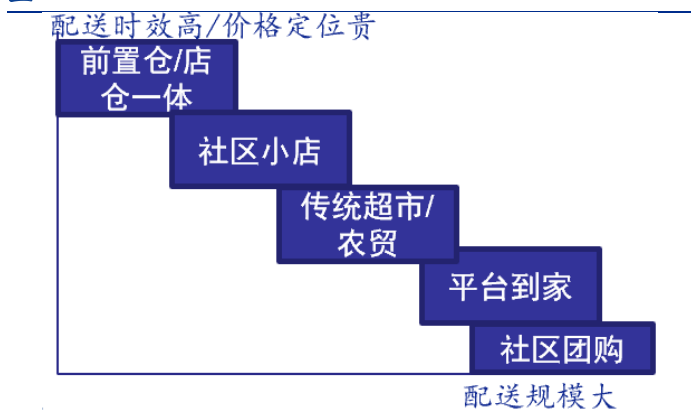 配送时效高/价格定位贵
前置仓/店
仓一体
社区小店
传统超市/
农贸
平台到家
社区团购
配送规模大